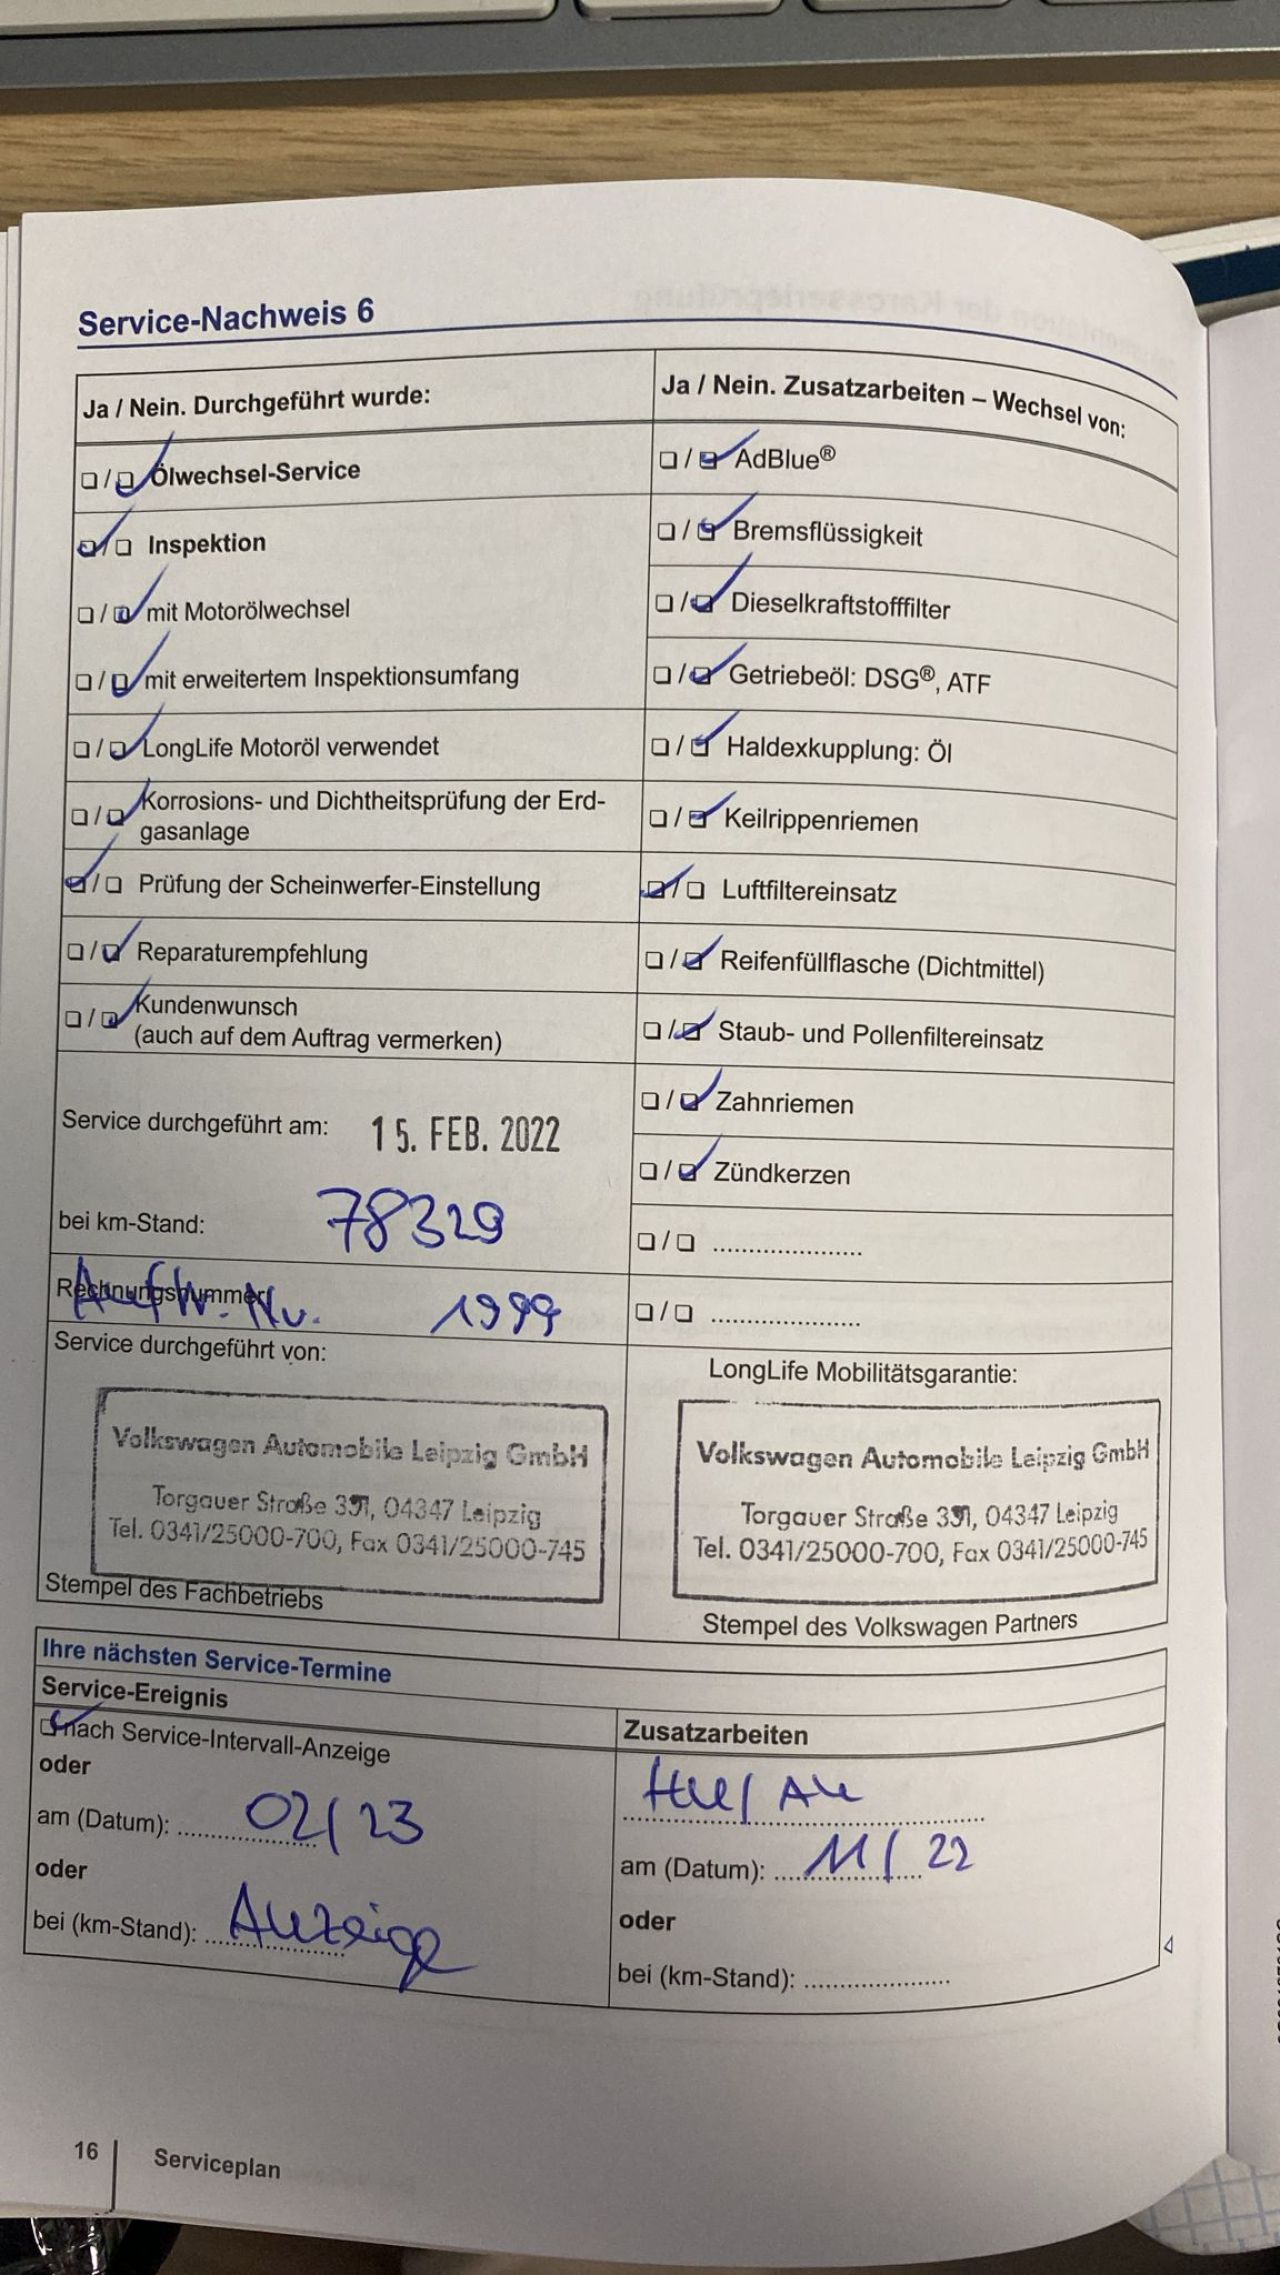 Service-Nachweis 6
Ja / Nein. Durchgeführt wurde:
❏ / ❏ Ölwechsel-Service
❏ / ❏ Inspektion
❏ / ❏ mit Motorölwechsel
❏ / ❏ mit erweitertem Inspektionsumfang
❏ / ❏ LongLife Motoröl verwendet
❏ / ❏ Korrosions- und Dichtheitsprüfung der Erd-
gasanlage
❏ / ❏ Prüfung der Scheinwerfer-Einstellung
❏ / ❏ Reparaturempfehlung
❏ / ❏ Kundenwunsch
(auch auf dem Auftrag vermerken)
Service durchgeführt am: 15. FEB. 2022
bei km-Stand: 78329
Rechnungsnummer: 1999
Service durchgeführt von:
Volkswagen Automobile Leipzig GmbH
Torgauer Straße 331, 04347 Leipzig
Tel. 0341/25000-700, Fax 0341/25000-745
Stempel des Fachbetriebs
Ja / Nein. Zusatzarbeiten – Wechsel von:
❏ / ❏ AdBlue®
❏ / ❏ Bremsflüssigkeit
❏ / ❏ Dieselkraftstofffilter
❏ / ❏ Getriebeöl: DSG®, ATF
❏ / ❏ Haldexkupplung: Öl
❏ / ❏ Keilrippenriemen
❏ / ❏ Luftfiltereinsatz
❏ / ❏ Reifenfüllflasche (Dichtmittel)
❏ / ❏ Staub- und Pollenfiltereinsatz
❏ / ❏ Zahnriemen
❏ / ❏ Zündkerzen
❏ / ❏ .....................
❏ / ❏ .....................
LongLife Mobilitätsgarantie:
Volkswagen Automobile Leipzig GmbH
Torgauer Straße 331, 04347 Leipzig
Tel. 0341/25000-700, Fax 0341/25000-745
Stempel des Volkswagen Partners
Ihre nächsten Service-Termine
Service-Ereignis
❏ nach Service-Intervall-Anzeige
oder
am (Datum): 02/23
oder
bei (km-Stand): Anzeige
Zusatzarbeiten
HU/AU
am (Datum): 11/22
oder
bei (km-Stand): .....................
16
Serviceplan